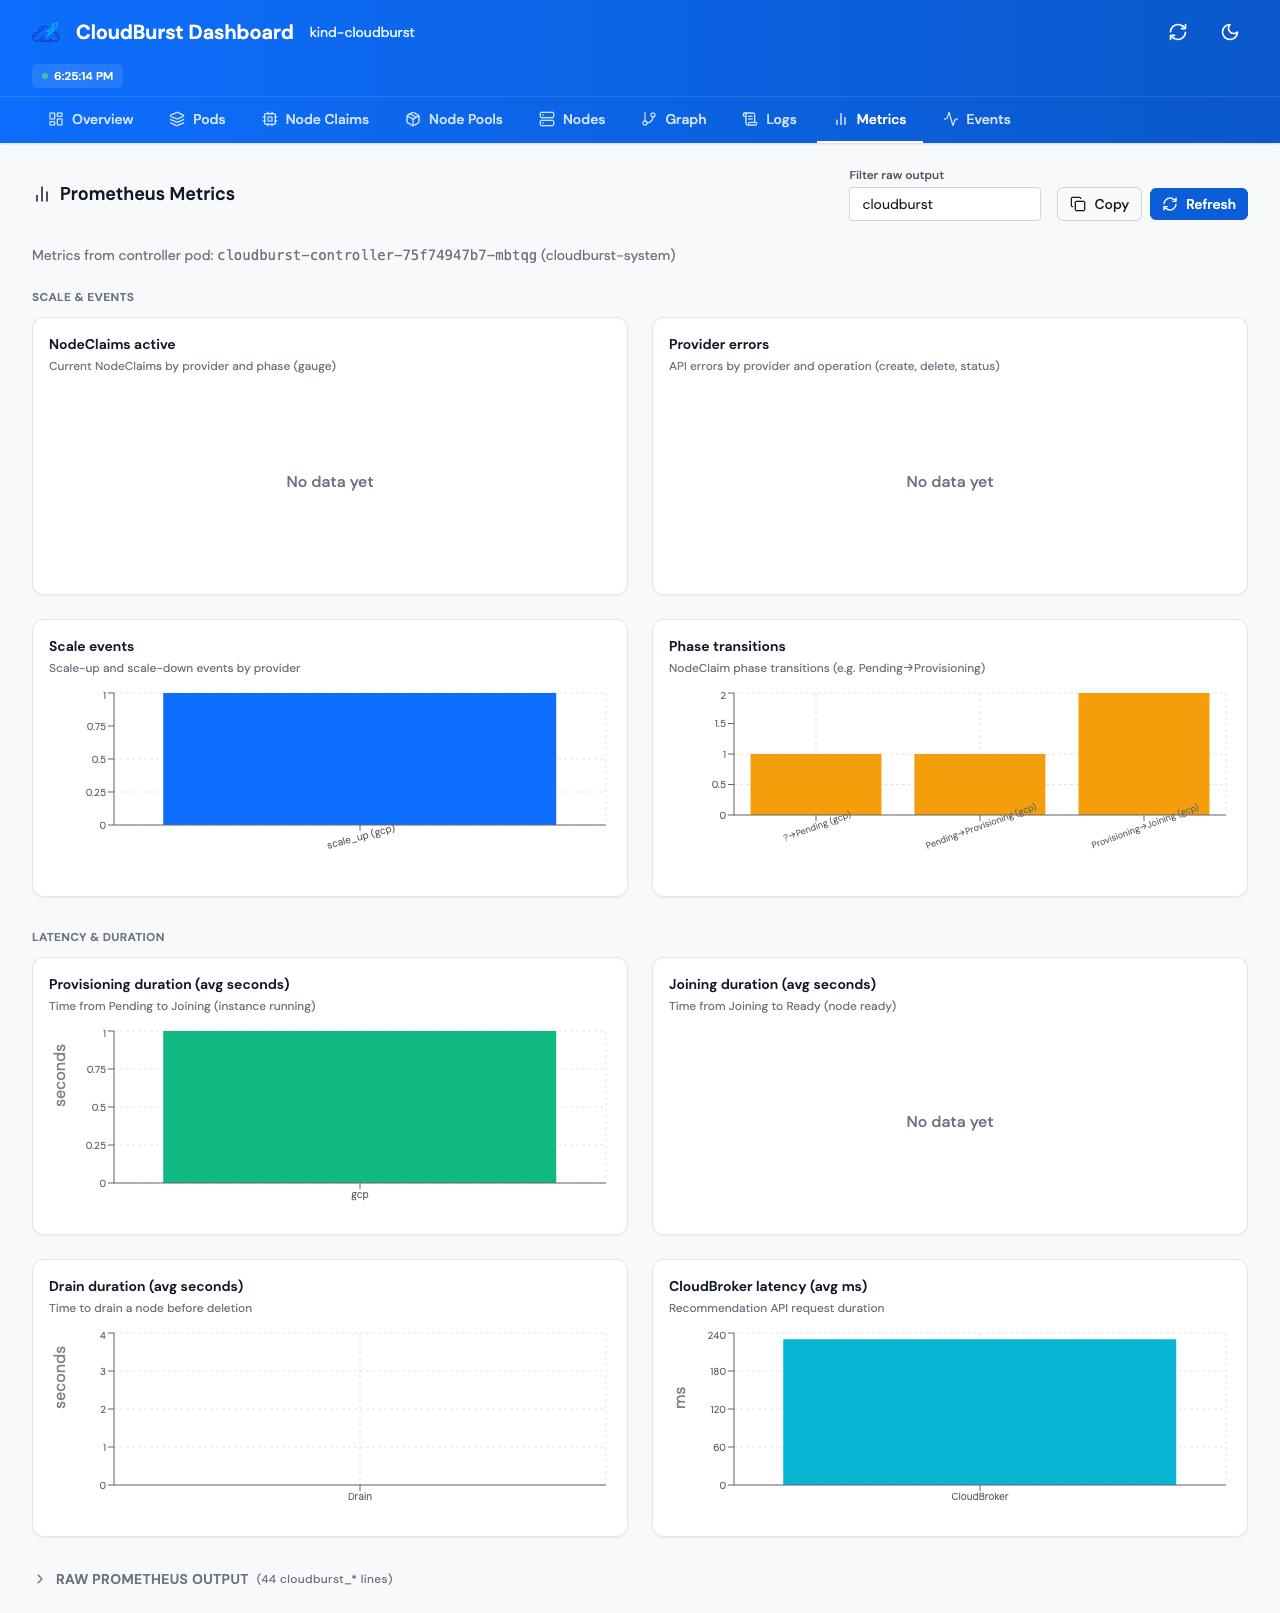 CloudBurst Dashboard kind-cloudburst
6:25:14 PM
Overview Pods Node Claims Node Pools Nodes Graph Logs Metrics Events
Prometheus Metrics
Filter raw output
cloudburst
Copy
Refresh
Metrics from controller pod: cloudburst-controller-75f74947b7-mbtqg (cloudburst-system)
SCALE & EVENTS
NodeClaims active
Current NodeClaims by provider and phase (gauge)
No data yet
Provider errors
API errors by provider and operation (create, delete, status)
No data yet
Scale events
Scale-up and scale-down events by provider
1
0.75
0.5
0.25
0
scale_up (gcp)
Phase transitions
NodeClaim phase transitions (e.g. Pending→Provisioning)
2
1.5
1
0.5
0
?→Pending (gcp)
Pending→Provisioning (gcp)
Provisioning→Joining (gcp)
LATENCY & DURATION
Provisioning duration (avg seconds)
Time from Pending to Joining (instance running)
seconds
1
0.75
0.5
0.25
0
gcp
Joining duration (avg seconds)
Time from Joining to Ready (node ready)
No data yet
Drain duration (avg seconds)
Time to drain a node before deletion
seconds
4
3
2
1
0
Drain
CloudBroker latency (avg ms)
Recommendation API request duration
ms
240
180
120
60
0
CloudBroker
RAW PROMETHEUS OUTPUT (44 cloudburst_* lines)